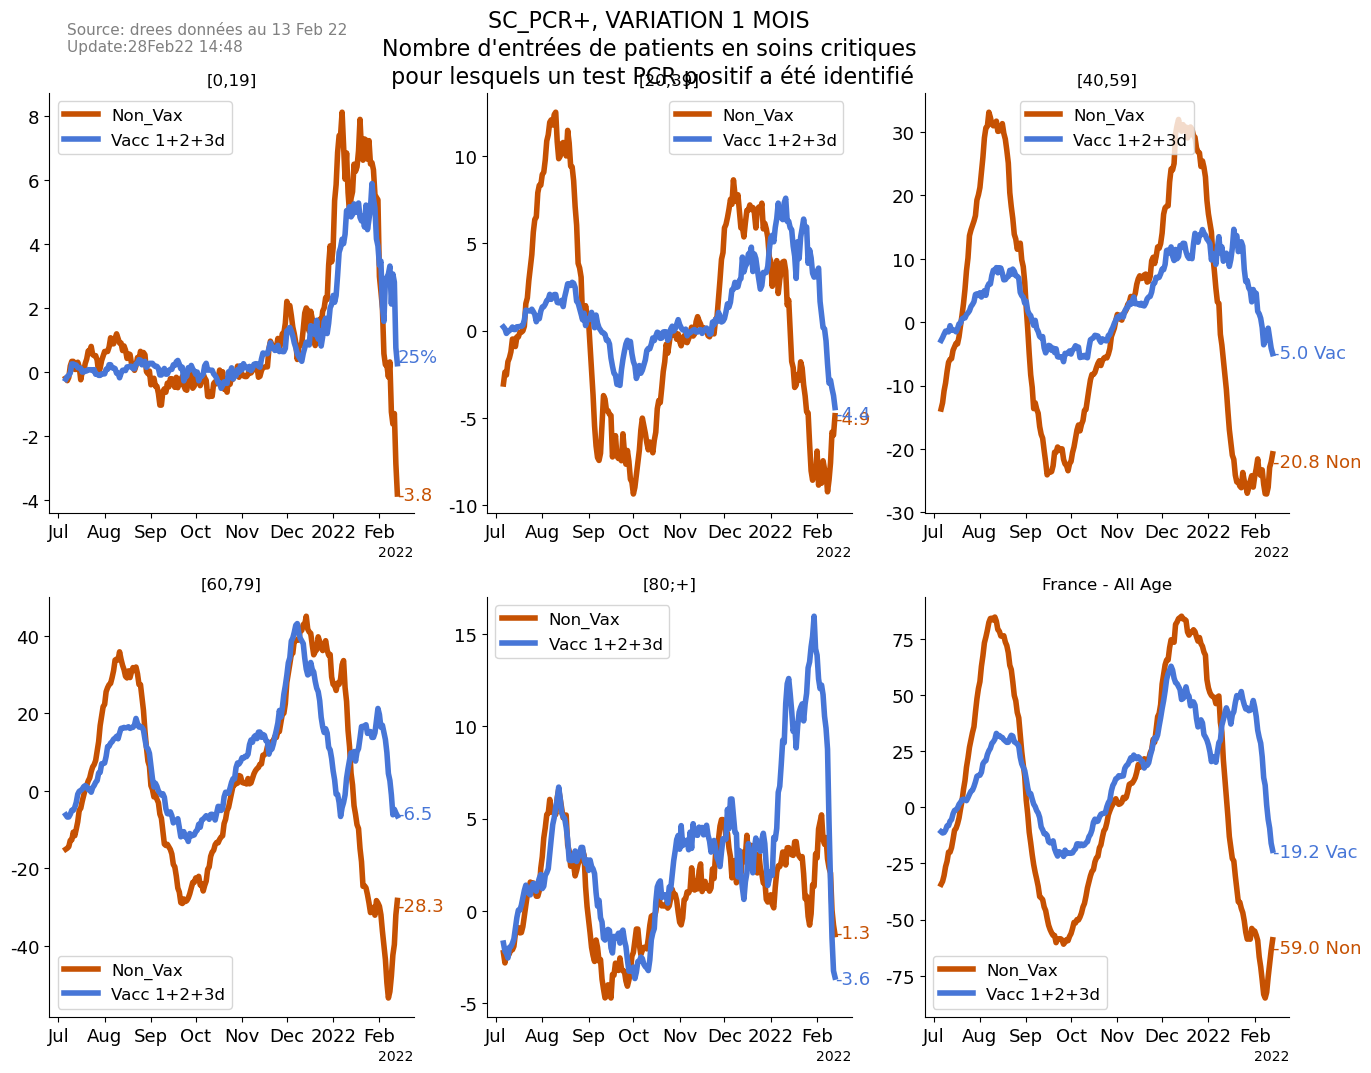 Source: drees données au 13 Feb 22
Update:28Feb22 14:48
SC_PCR+, VARIATION 1 MOIS
Nombre d'entrées de patients en soins critiques
pour lesquels un test PCR positif a été identifié
[0,19]
Non_Vax
Vacc 1+2+3d
8
6
4
2
0
-2
-4
25%
-3.8
Jul Aug Sep Oct Nov Dec 2022 Feb
2022
[20,39]
Non_Vax
Vacc 1+2+3d
10
5
0
-5
-10
-4.4
-4.9
Jul Aug Sep Oct Nov Dec 2022 Feb
2022
[40,59]
Non_Vax
Vacc 1+2+3d
30
20
10
0
-10
-20
-30
-5.0 Vac
-20.8 Non
Jul Aug Sep Oct Nov Dec 2022 Feb
2022
[60,79]
40
20
0
-20
-40
-6.5
-28.3
Non_Vax
Vacc 1+2+3d
Jul Aug Sep Oct Nov Dec 2022 Feb
2022
[80;+]
Non_Vax
Vacc 1+2+3d
15
10
5
0
-5
-1.3
-3.6
Jul Aug Sep Oct Nov Dec 2022 Feb
2022
France - All Age
75
50
25
0
-25
-50
-75
-19.2 Vac
-59.0 Non
Non_Vax
Vacc 1+2+3d
Jul Aug Sep Oct Nov Dec 2022 Feb
2022